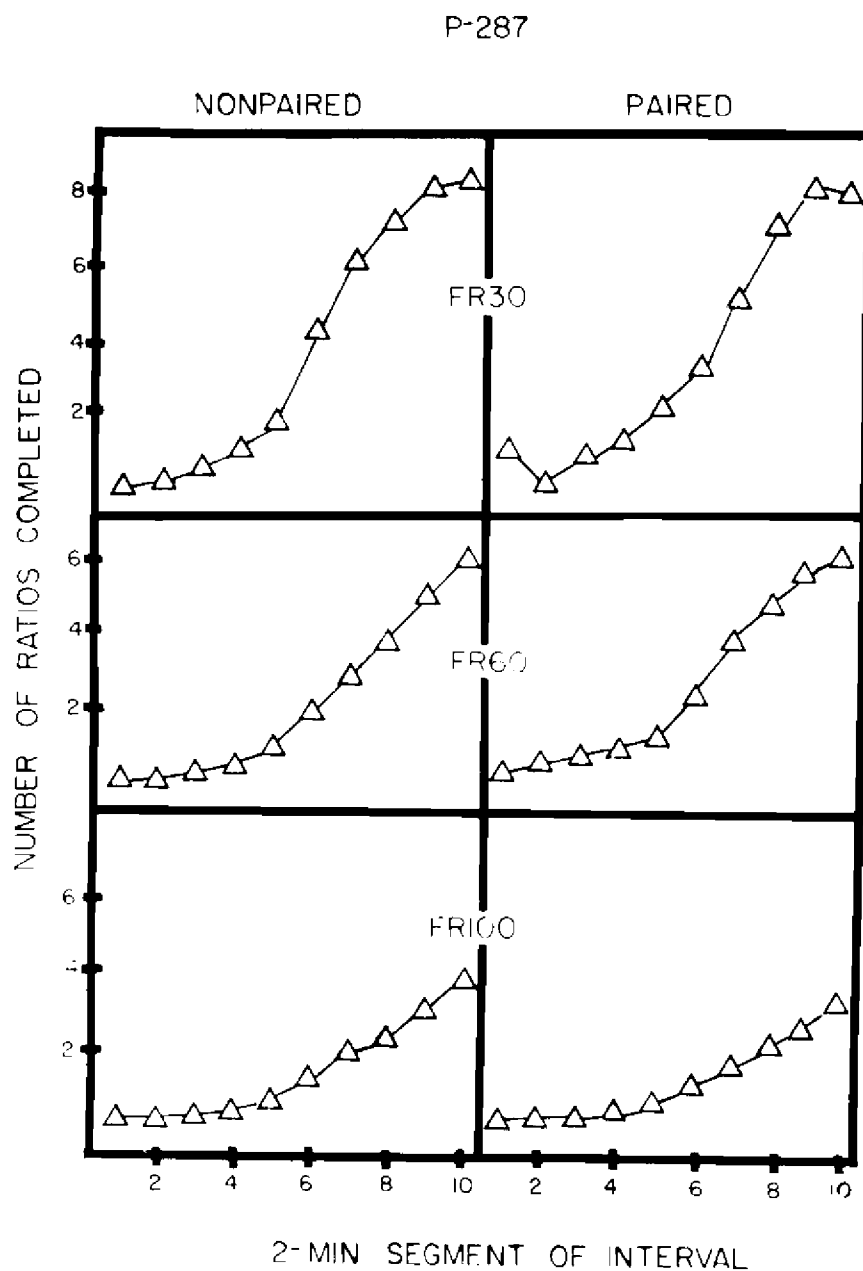 P-287
NONPAIRED PAIRED
NUMBER OF RATIOS COMPLETED
8
6
4
2
FR30
6
4
2
FR60
6
4
2
FR100
2 4 6 8 10 2 4 6 8 10
2-MIN SEGMENT OF INTERVAL